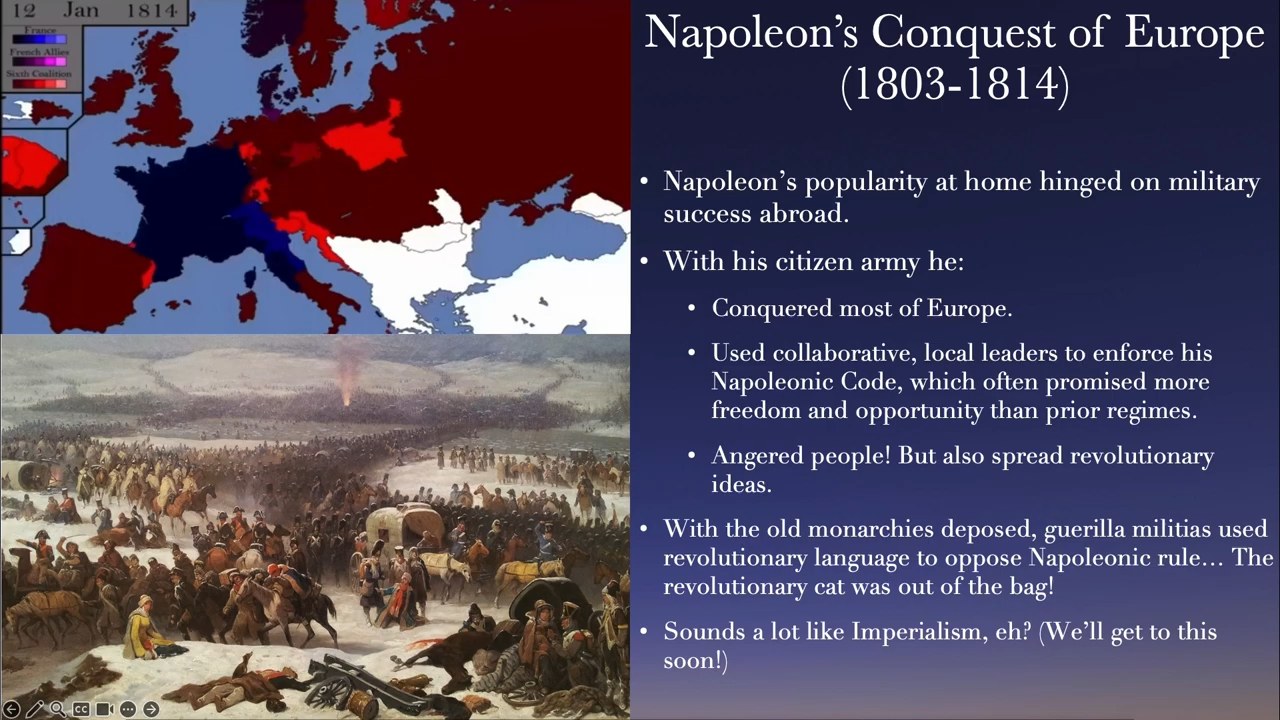 12 Jan 1814
France
French Allies
Sixth Coalition
Napoleon’s Conquest of Europe
(1803-1814)
• Napoleon’s popularity at home hinged on military
success abroad.
• With his citizen army he:
• Conquered most of Europe.
• Used collaborative, local leaders to enforce his
Napoleonic Code, which often promised more
freedom and opportunity than prior regimes.
• Angered people! But also spread revolutionary
ideas.
• With the old monarchies deposed, guerilla militias used
revolutionary language to oppose Napoleonic rule… The
revolutionary cat was out of the bag!
• Sounds a lot like Imperialism, eh? (We’ll get to this
soon!)
CC